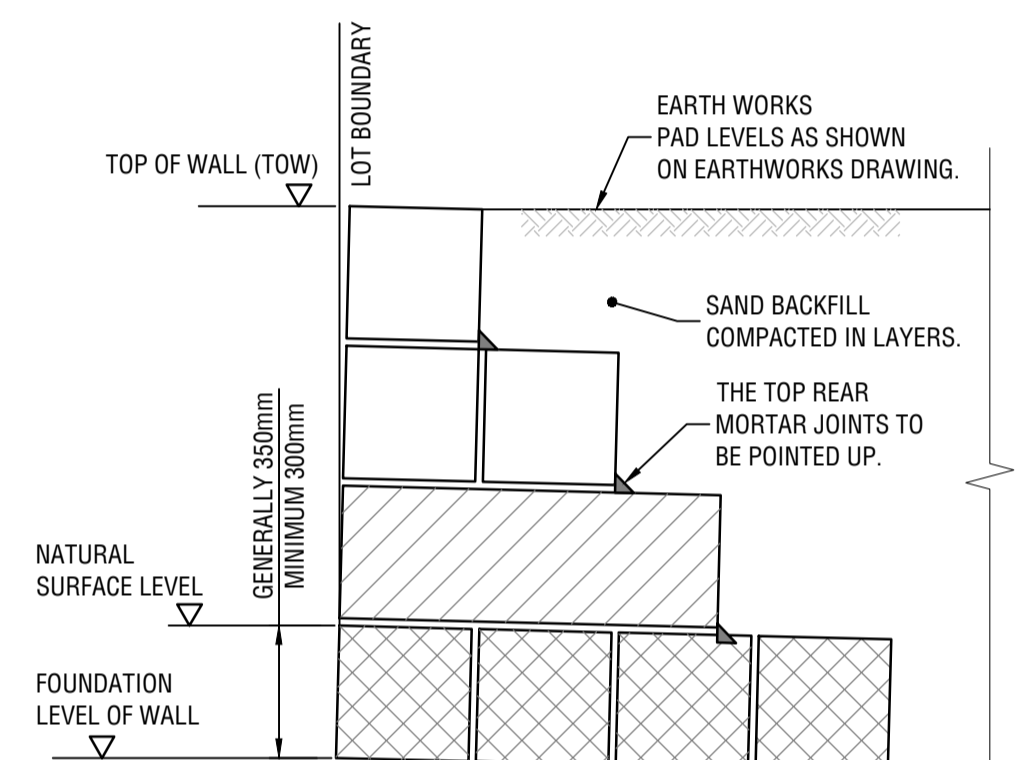 LOT BOUNDARY
EARTH WORKS
PAD LEVELS AS SHOWN
ON EARTHWORKS DRAWING.
TOP OF WALL (TOW)
SAND BACKFILL
COMPACTED IN LAYERS.
THE TOP REAR
MORTAR JOINTS TO
BE POINTED UP.
GENERALLY 350mm
MINIMUM 300mm
NATURAL
SURFACE LEVEL
FOUNDATION
LEVEL OF WALL